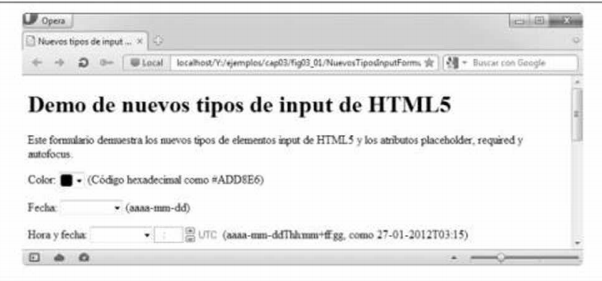 Opera
Nuevos tipos de input ...
Local localhost/Y:/ejemplos/cap03/fig03_01/NuevosTiposInputForm
Buscar con Google
Demo de nuevos tipos de input de HTML5
Este formulario demuestra los nuevos tipos de elementos input de HTML5 y los atributos placeholder, required y
autofocus.
Color: (Código hexadecimal como #ADD8E6)
Fecha: (aaaa-mm-dd)
Hora y fecha: : UTC (aaaa-mm-ddThh:mm+ff:gg, como 27-01-2012T03:15)